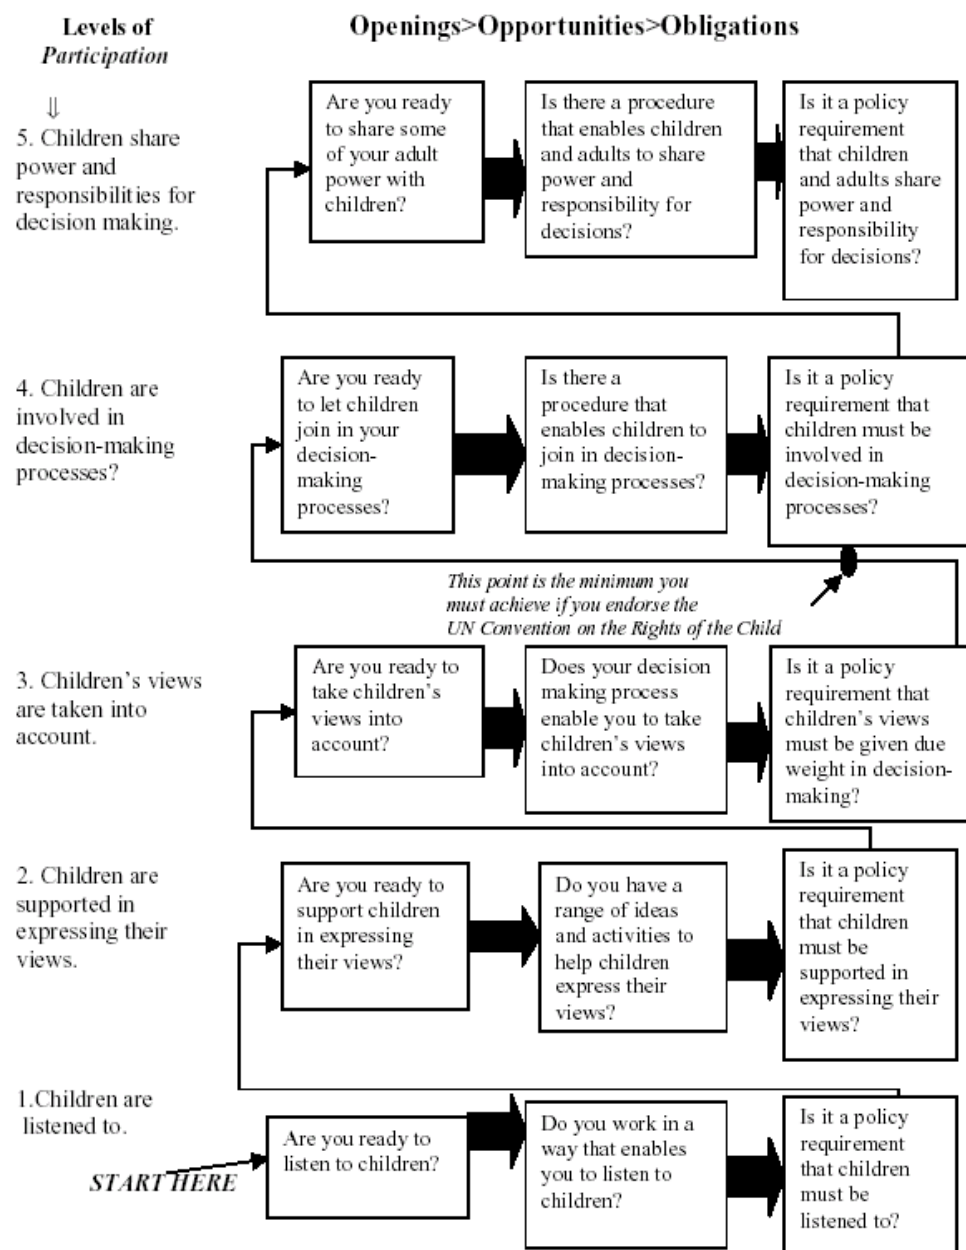 Levels of
Participation
Openings>Opportunities>Obligations
⇓
5. Children share
power and
responsibilities for
decision making.
Are you ready
to share some
of your adult
power with
children?
Is there a procedure
that enables children
and adults to share
power and
responsibility for
decisions?
Is it a policy
requirement
that children
and adults share
power and
responsibility
for decisions?
4. Children are
involved in
decision-making
processes?
Are you ready
to let children
join in your
decision-
making
processes?
Is there a
procedure that
enables children to
join in decision-
making processes?
Is it a policy
requirement that
children must be
involved in
decision-making
processes?
This point is the minimum you
must achieve if you endorse the
UN Convention on the Rights of the Child
3. Children’s views
are taken into
account.
Are you ready to
take children’s
views into
account?
Does your decision
making process
enable you to take
children’s views
into account?
Is it a policy
requirement that
children’s views
must be given due
weight in decision-
making?
2. Children are
supported in
expressing their
views.
Are you ready to
support children
in expressing
their views?
Do you have a
range of ideas
and activities to
help children
express their
views?
Is it a policy
requirement
that children
must be
supported in
expressing their
views?
1.Children are
listened to.
START HERE
Are you ready to
listen to children?
Do you work in a
way that enables
you to listen to
children?
Is it a policy
requirement
that children
must be
listened to?